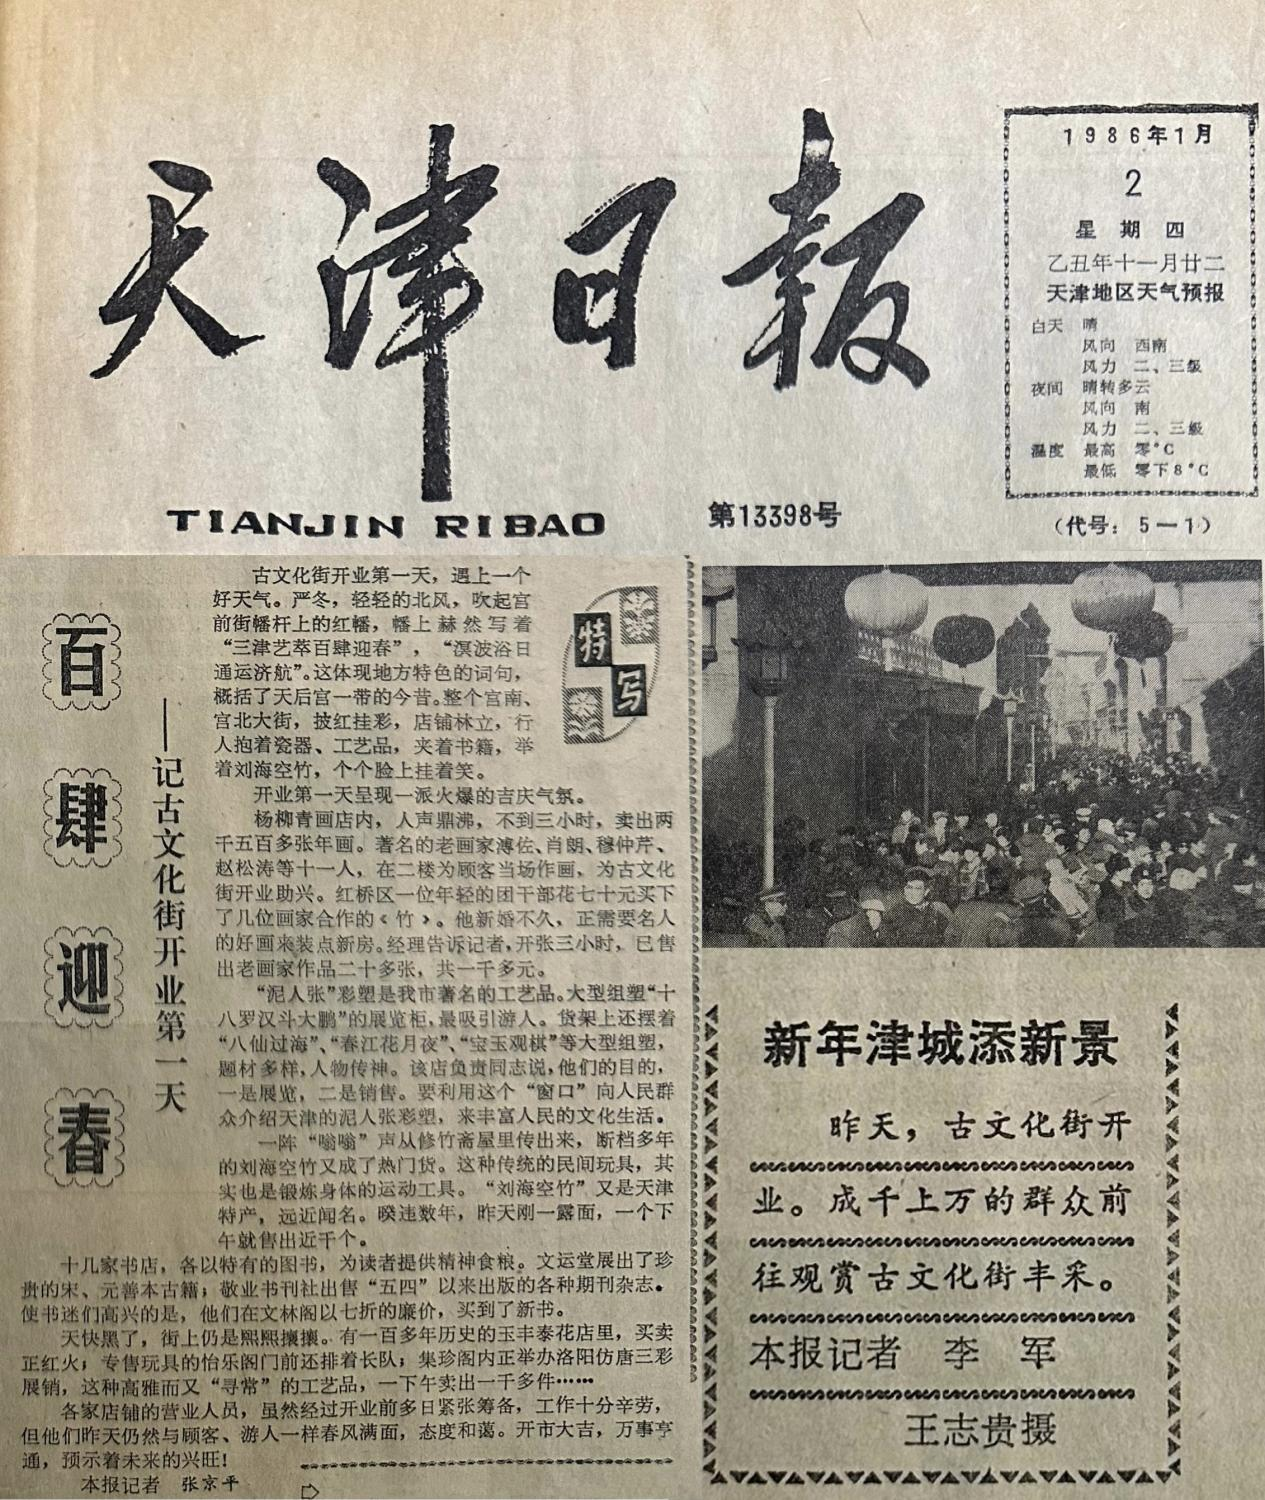 天津日报
TIANJIN RIBAO
第13398号
1986年1月
2
星期四
乙丑年十一月廿二
天津地区天气预报
白天 晴
风向 西南
风力 二、三级
夜间 晴转多云
风向 南
风力 二、三级
温度 最高 零°C
最低 零下8°C
（代号：5—1）
百肆迎春
——记古文化街开业第一天
特写
古文化街开业第一天，遇上一个
好天气。严冬，轻轻的北风，吹起宫
前街幡杆上的红幡，幡上赫然写着
“三津艺萃百肆迎春”，“溟波浴日
通运济航”。这体现地方特色的词句，
概括了天后宫一带的今昔。整个宫南、
宫北大街，披红挂彩，店铺林立，行
人抱着瓷器、工艺品，夹着书籍，举
着刘海空竹，个个脸上挂着笑。
开业第一天呈现一派火爆的吉庆气氛。
杨柳青画店内，人声鼎沸，不到三小时，卖出两
千五百多张年画。著名的老画家溥佐、肖朗、穆仲芹、
赵松涛等十一人，在二楼为顾客当场作画，为古文化
街开业助兴。红桥区一位年轻的团干部花七十元买下
了几位画家合作的《竹》。他新婚不久，正需要名人
的好画来装点新房。经理告诉记者，开张三小时，已售
出老画家作品二十多张，共一千多元。
“泥人张”彩塑是我市著名的工艺品。大型组塑“十
八罗汉斗大鹏”的展览柜，最吸引游人。货架上还摆着
“八仙过海”、“春江花月夜”、“宝玉观棋”等大型组塑，
题材多样，人物传神。该店负责同志说，他们的目的，
一是展览，二是销售。要利用这个“窗口”向人民群
众介绍天津的泥人张彩塑，来丰富人民的文化生活。
一阵“嗡嗡”声从修竹斋屋里传出来，断档多年
的刘海空竹又成了热门货。这种传统的民间玩具，其
实也是锻炼身体的运动工具。“刘海空竹”又是天津
特产，远近闻名。暌违数年，昨天刚一露面，一个下
午就售出近千个。
十几家书店，各以特有的图书，为读者提供精神食粮。文运堂展出了珍
贵的宋、元善本古籍；敬业书刊社出售“五四”以来出版的各种期刊杂志。
使书迷们高兴的是，他们在文林阁以七折的廉价，买到了新书。
天快黑了，街上仍是熙熙攘攘。有一百多年历史的玉丰泰花店里，买卖
正红火；专售玩具的怡乐阁门前还排着长队；集珍阁内正举办洛阳仿唐三彩
展销，这种高雅而又“寻常”的工艺品，一下午卖出一千多件……
各家店铺的营业人员，虽然经过开业前多日紧张筹备，工作十分辛劳，
但他们昨天仍然与顾客、游人一样春风满面，态度和蔼。开市大吉，万事亨
通，预示着未来的兴旺！
本报记者 张京平
新年津城添新景
昨天，古文化街开
业。成千上万的群众前
往观赏古文化街丰采。
本报记者 李 军
王志贵摄